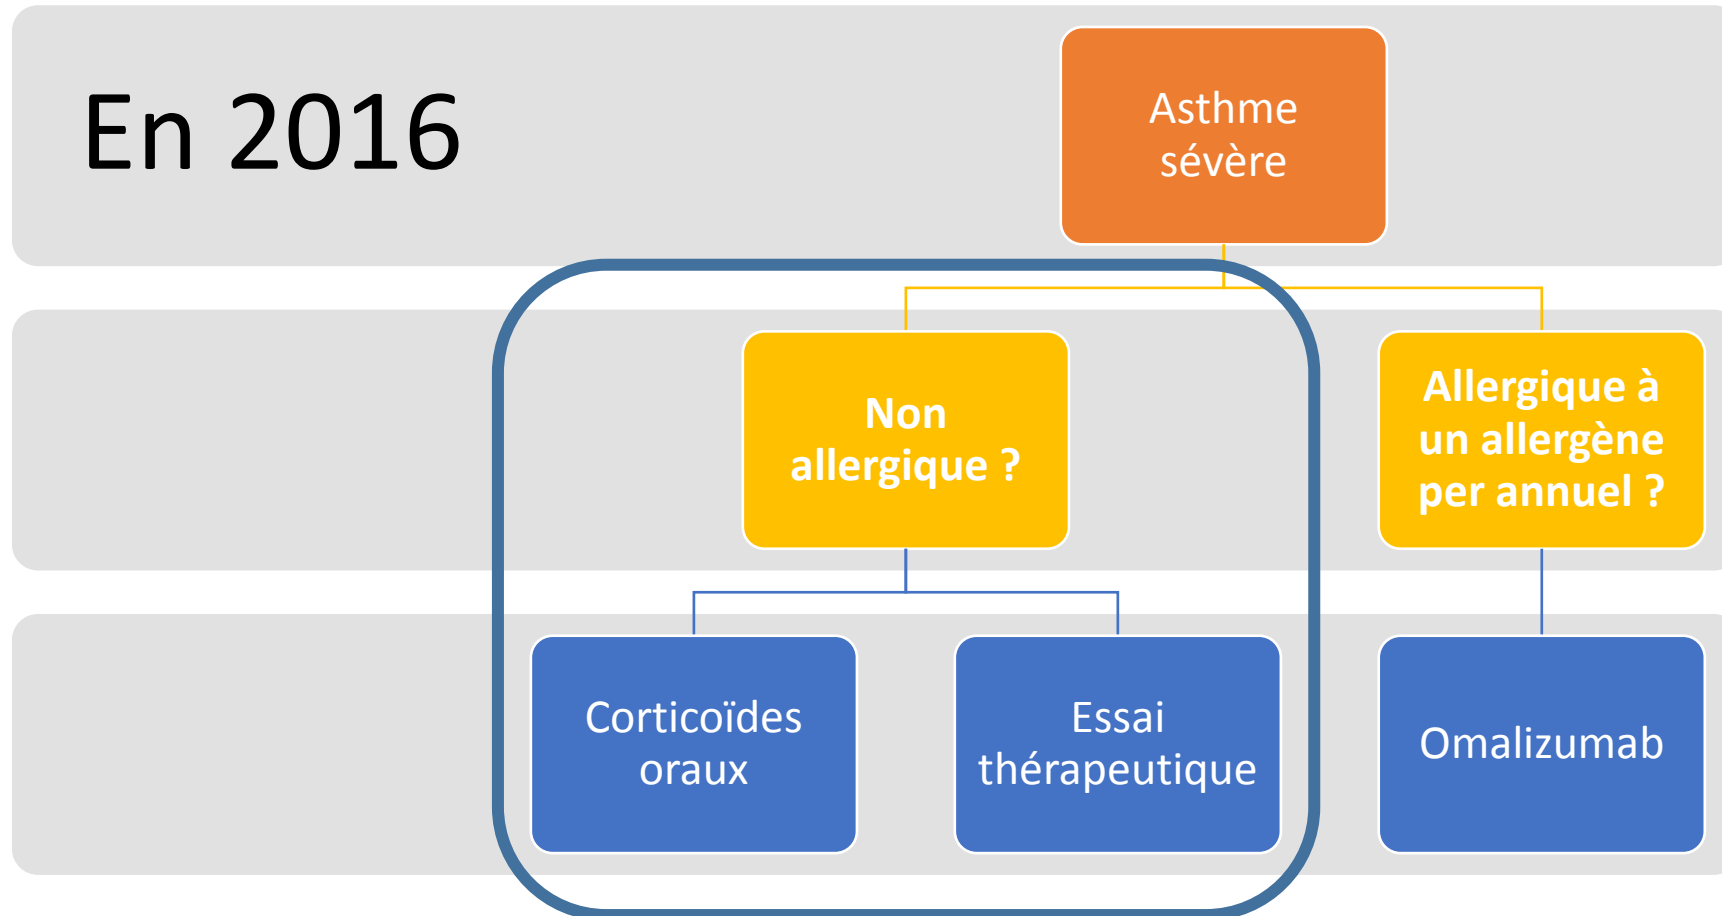 En 2016
Asthme
sévère
Non
allergique ?
Allergique à
un allergène
per annuel ?
Corticoïdes
oraux
Essai
thérapeutique
Omalizumab